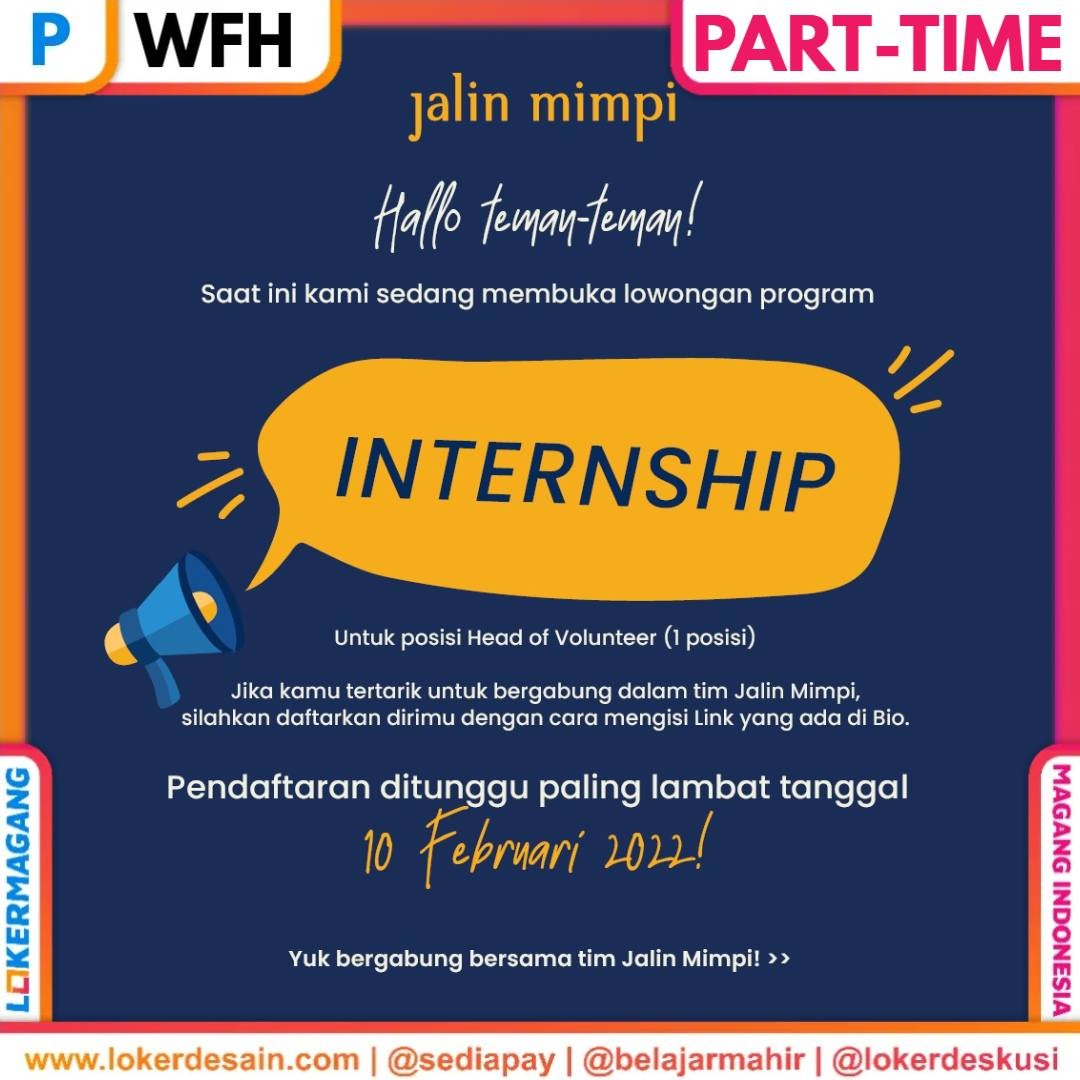 P
WFH
PART-TIME
jalin mimpi
Hallo teman-teman!
Saat ini kami sedang membuka lowongan program
INTERNSHIP
Untuk posisi Head of Volunteer (1 posisi)
Jika kamu tertarik untuk bergabung dalam tim Jalin Mimpi,
silahkan daftarkan dirimu dengan cara mengisi Link yang ada di Bio.
Pendaftaran ditunggu paling lambat tanggal
10 Februari 2022!
Yuk bergabung bersama tim Jalin Mimpi! >>
LOKERMAGANG
MAGANG INDONESIA
www.lokerdesain.com | @sediapay | @belajarmahir | @lokerdeskusi